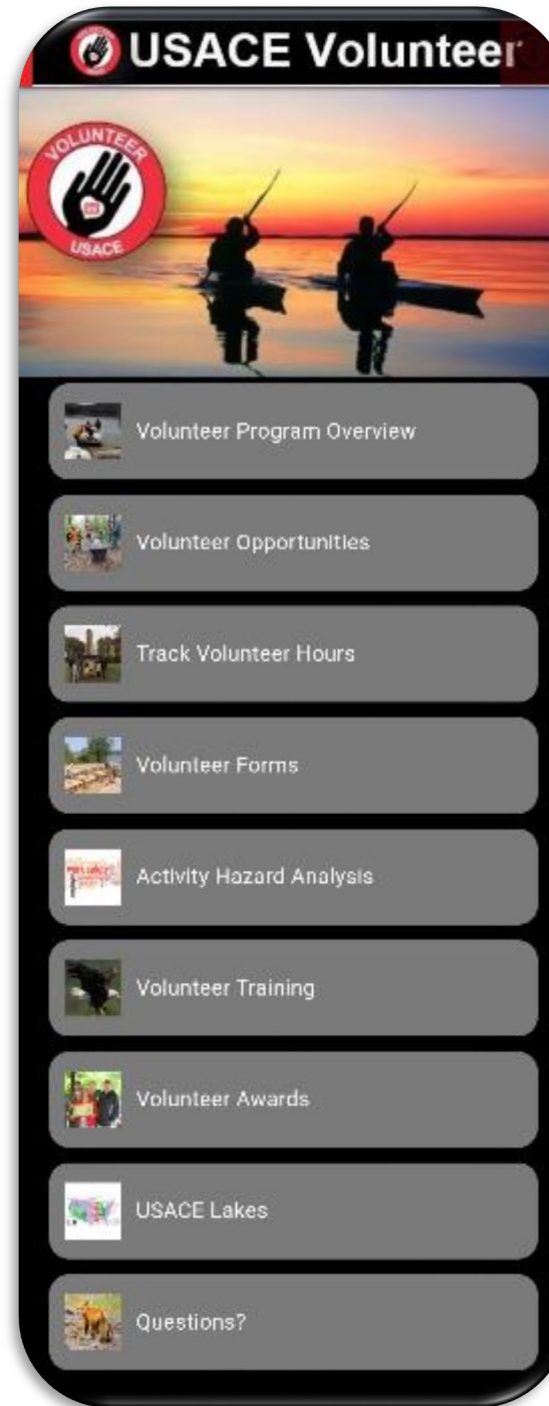 USACE Volunteer
VOLUNTEER
USACE
Volunteer Program Overview
Volunteer Opportunities
Track Volunteer Hours
Volunteer Forms
Activity Hazard Analysis
Volunteer Training
Volunteer Awards
USACE Lakes
Questions?